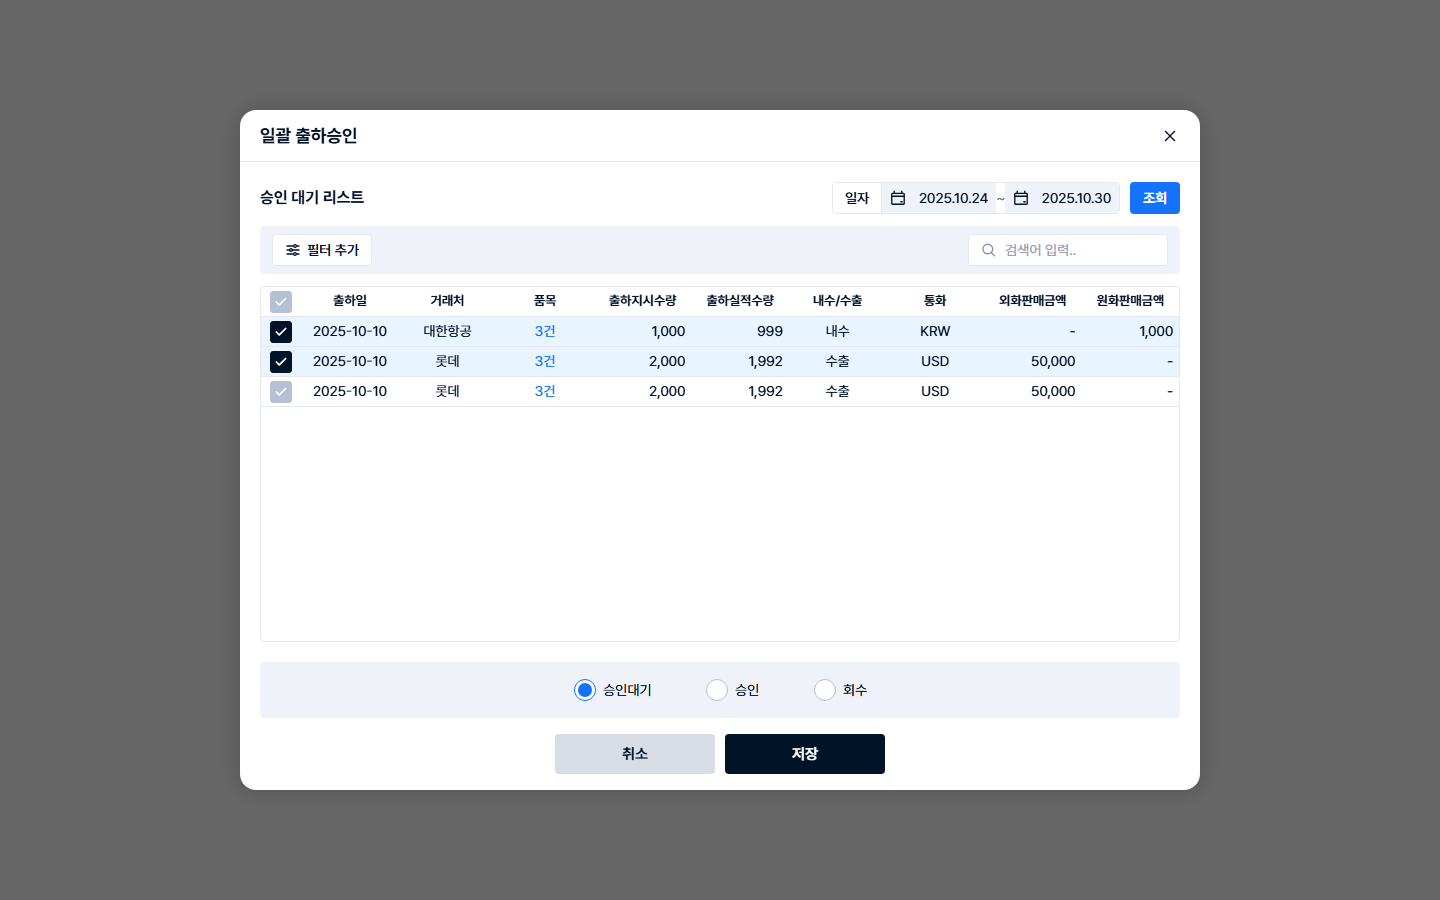 일괄 출하승인
승인 대기 리스트 일자 2025.10.24 ~ 2025.10.30 조회
필터 추가 검색어 입력..
출하일 거래처 품목 출하지시수량 출하실적수량 내수/수출 통화 외화판매금액 원화판매금액
2025-10-10 대한항공 3건 1,000 999 내수 KRW - 1,000
2025-10-10 롯데 3건 2,000 1,992 수출 USD 50,000 -
2025-10-10 롯데 3건 2,000 1,992 수출 USD 50,000 -
승인대기 승인 회수
취소 저장